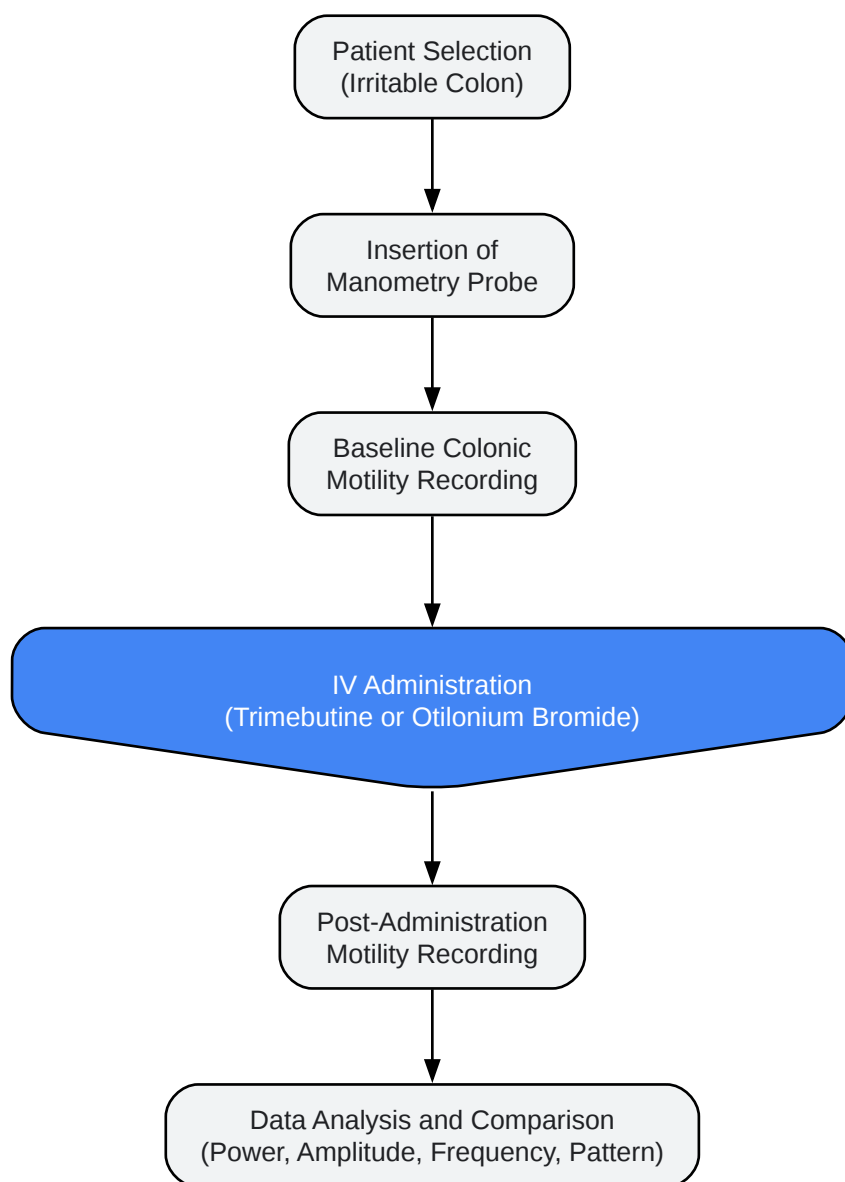 Patient Selection
(Irritable Colon)
Insertion of
Manometry Probe
Baseline Colonic
Motility Recording
IV Administration
(Trimebutine or Otilonium Bromide)
Post-Administration
Motility Recording
Data Analysis and Comparison
(Power, Amplitude, Frequency, Pattern)